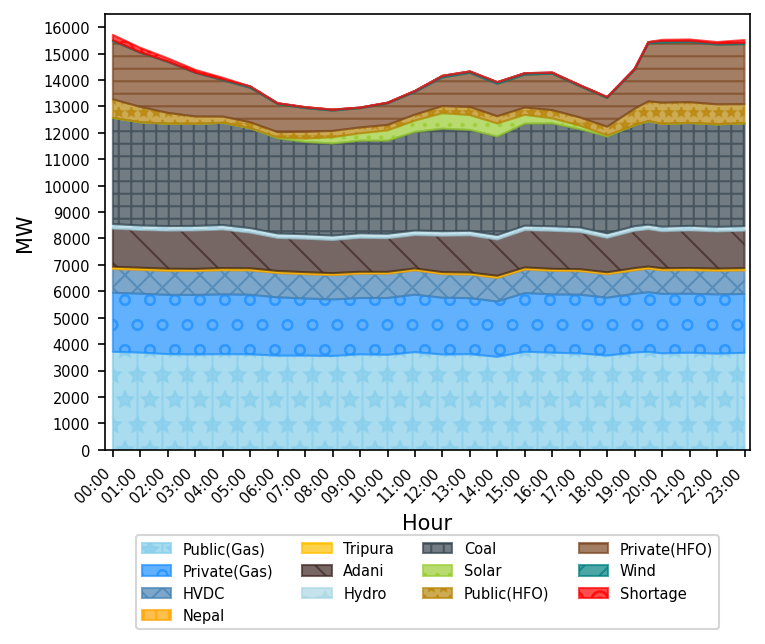 16000
15000
14000
13000
12000
11000
10000
9000
8000
7000
6000
5000
4000
3000
2000
1000
0
MW
00:00 01:00 02:00 03:00 04:00 05:00 06:00 07:00 08:00 09:00 10:00 11:00 12:00 13:00 14:00 15:00 16:00 17:00 18:00 19:00 20:00 21:00 22:00 23:00
Hour
Public(Gas) Tripura Coal Private(HFO)
Private(Gas) Adani Solar Wind
HVDC Hydro Public(HFO) Shortage
Nepal